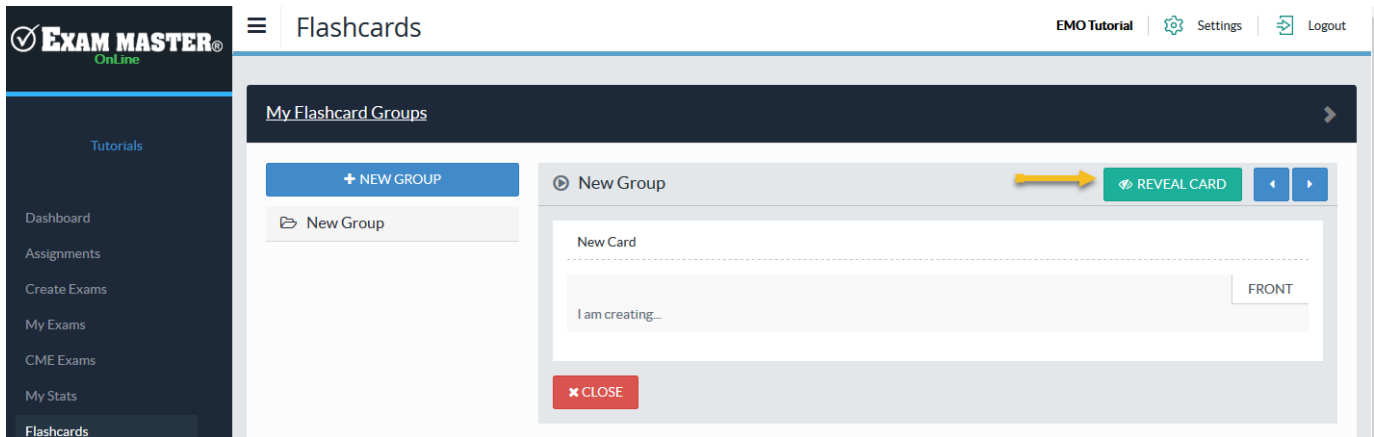 EXAM MASTER®
OnLine
Flashcards
EMO Tutorial
Settings
Logout
Tutorials
Dashboard
Assignments
Create Exams
My Exams
CME Exams
My Stats
Flashcards
My Flashcard Groups
NEW GROUP
New Group
New Group
REVEAL CARD
New Card
FRONT
I am creating...
CLOSE